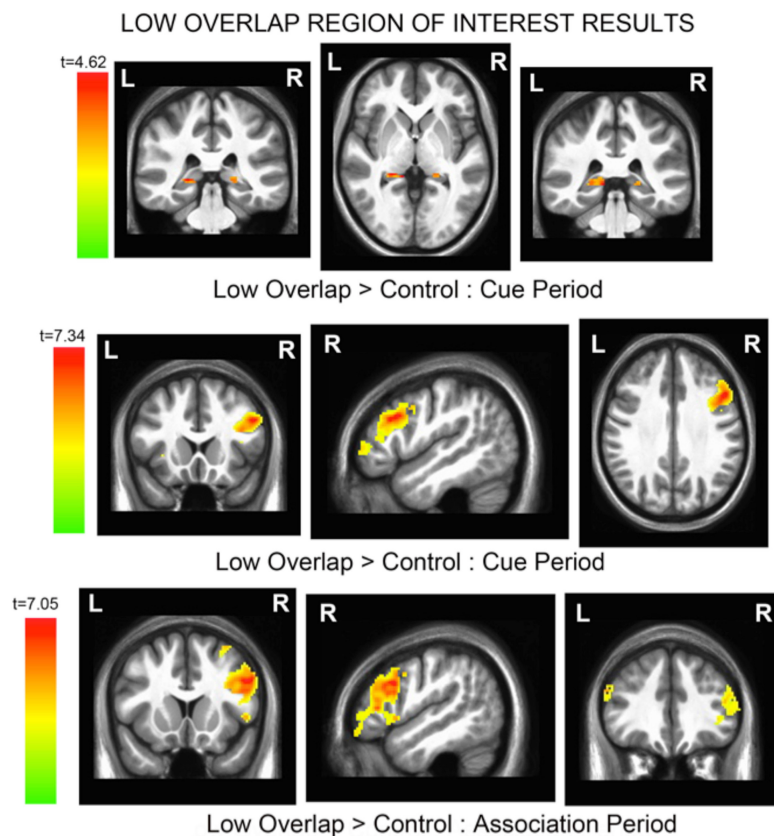 LOW OVERLAP REGION OF INTEREST RESULTS
t=4.62
L
R
L
R
L
R
Low Overlap > Control : Cue Period
t=7.34
L
R
R
L
R
Low Overlap > Control : Cue Period
t=7.05
L
R
R
L
R
Low Overlap > Control : Association Period